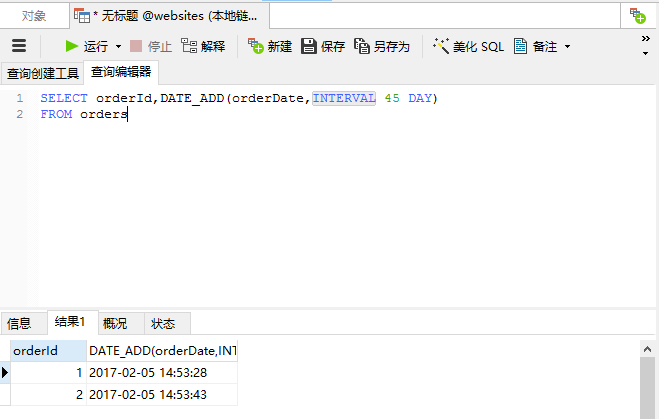 对象
* 无标题 @websites (本地链...
运行 停止 解释 新建 保存 另存为 美化 SQL 备注
查询创建工具 查询编辑器
1 SELECT orderId,DATE_ADD(orderDate,INTERVAL 45 DAY)
2 FROM orders
信息 结果1 概况 状态
orderId DATE_ADD(orderDate,INT
1 2017-02-05 14:53:28
2 2017-02-05 14:53:43